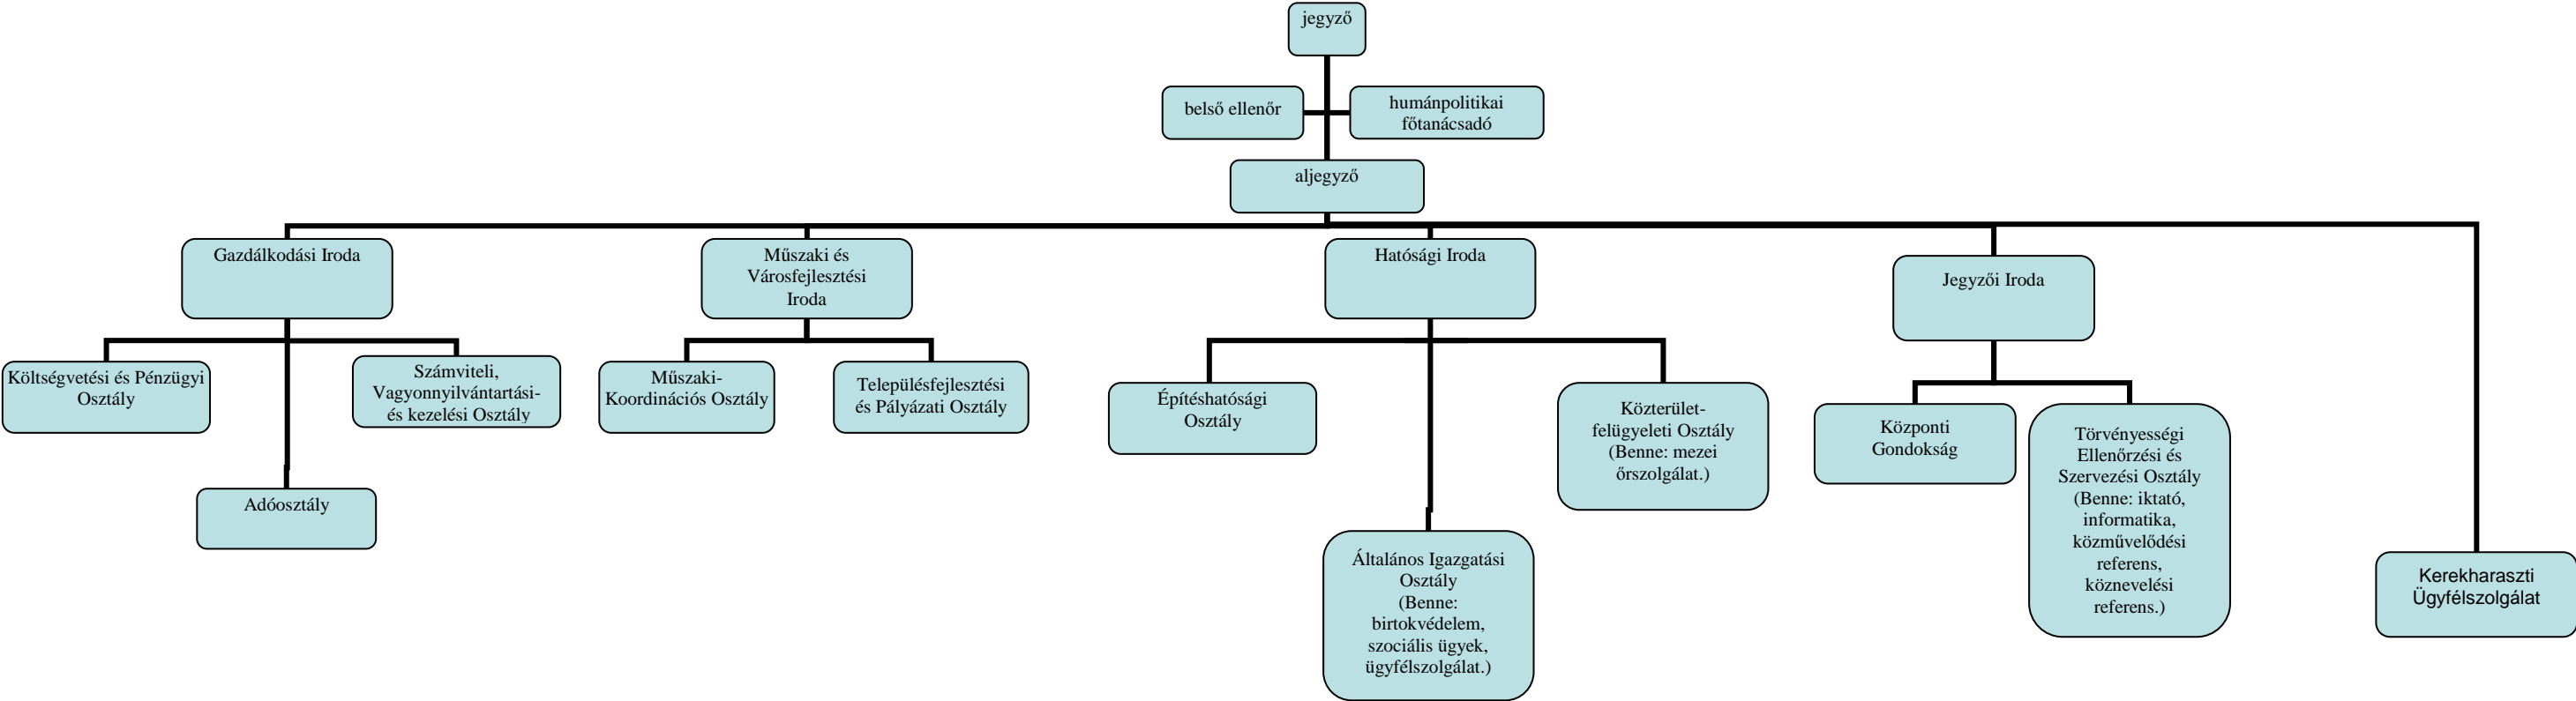 jegyző
belső ellenőr
humánpolitikai
főtanácsadó
aljegyző
Gazdálkodási Iroda
Műszaki és
Városfejlesztési
Iroda
Hatósági Iroda
Jegyzői Iroda
Költségvetési és Pénzügyi
Osztály
Számviteli,
Vagyonnyilvántartási-
és kezelési Osztály
Adóosztály
Műszaki-
Koordinációs Osztály
Településfejlesztési
és Pályázati Osztály
Építéshatósági
Osztály
Általános Igazgatási
Osztály
(Benne:
birtokvédelem,
szociális ügyek,
ügyfélszolgálat.)
Közterület-
felügyeleti Osztály
(Benne: mezei
őrszolgálat.)
Központi
Gondokság
Törvényességi
Ellenőrzési és
Szervezési Osztály
(Benne: iktató,
informatika,
közművelődési
referens,
köznevelési
referens.)
Kerekharaszti
Ügyfélszolgálat